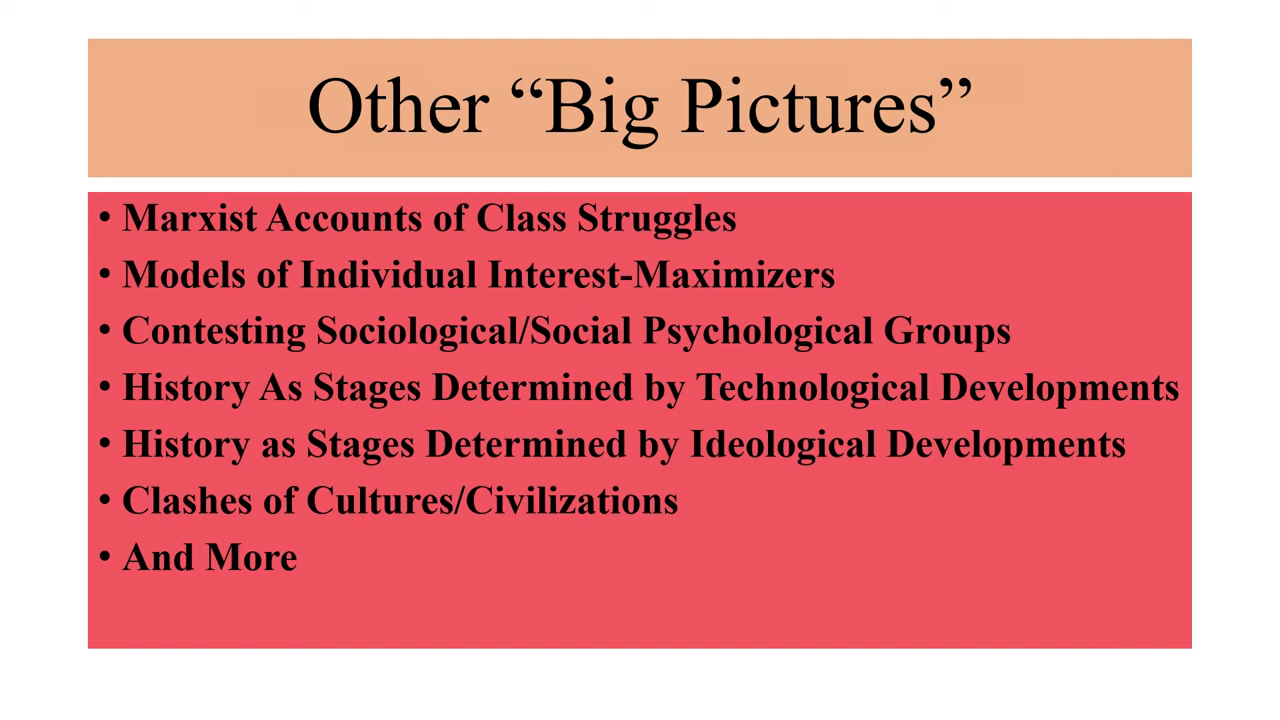 Other “Big Pictures”
• Marxist Accounts of Class Struggles
• Models of Individual Interest-Maximizers
• Contesting Sociological/Social Psychological Groups
• History As Stages Determined by Technological Developments
• History as Stages Determined by Ideological Developments
• Clashes of Cultures/Civilizations
• And More